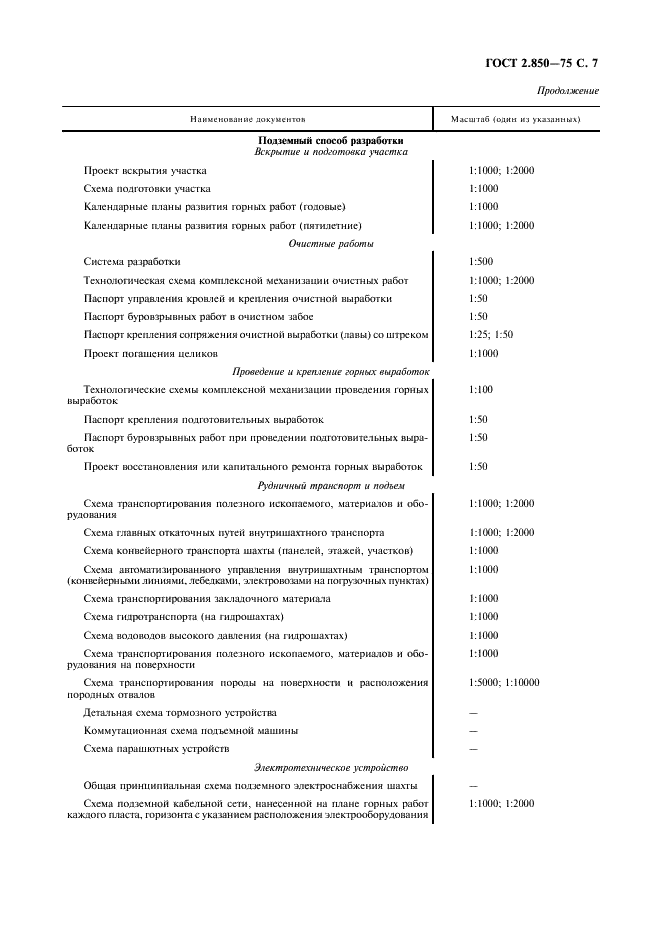 ГОСТ 2.850—75 С. 7
Продолжение
Наименование документов Масштаб (один из указанных)
Подземный способ разработки
Вскрытие и подготовка участка
Проект вскрытия участка 1:1000; 1:2000
Схема подготовки участка 1:1000
Календарные планы развития горных работ (годовые) 1:1000
Календарные планы развития горных работ (пятилетние) 1:1000; 1:2000
Очистные работы
Система разработки 1:500
Технологическая схема комплексной механизации очистных работ 1:1000; 1:2000
Паспорт управления кровлей и крепления очистной выработки 1:50
Паспорт буровзрывных работ в очистном забое 1:50
Паспорт крепления сопряжения очистной выработки (лавы) со штреком 1:25; 1:50
Проект погашения целиков 1:1000
Проведение и крепление горных выработок
Технологические схемы комплексной механизации проведения горных 1:100
выработок
Паспорт крепления подготовительных выработок 1:50
Паспорт буровзрывных работ при проведении подготовительных выра- 1:50
боток
Проект восстановления или капитального ремонта горных выработок 1:50
Рудничный транспорт и подъем
Схема транспортирования полезного ископаемого, материалов и обо- 1:1000; 1:2000
рудования
Схема главных откаточных путей внутришахтного транспорта 1:1000; 1:2000
Схема конвейерного транспорта шахты (панелей, этажей, участков) 1:1000
Схема автоматизированного управления внутришахтным транспортом 1:1000
(конвейерными линиями, лебедками, электровозами на погрузочных пунктах)
Схема транспортирования закладочного материала 1:1000
Схема гидротранспорта (на гидрошахтах) 1:1000
Схема водоводов высокого давления (на гидрошахтах) 1:1000
Схема транспортирования полезного ископаемого, материалов и обо- 1:1000
рудования на поверхности
Схема транспортирования породы на поверхности и расположения 1:5000; 1:10000
породных отвалов
Детальная схема тормозного устройства —
Коммутационная схема подъемной машины —
Схема парашютных устройств —
Электротехническое устройство
Общая принципиальная схема подземного электроснабжения шахты —
Схема подземной кабельной сети, нанесенной на плане горных работ 1:1000; 1:2000
каждого пласта, горизонта с указанием расположения электрооборудования